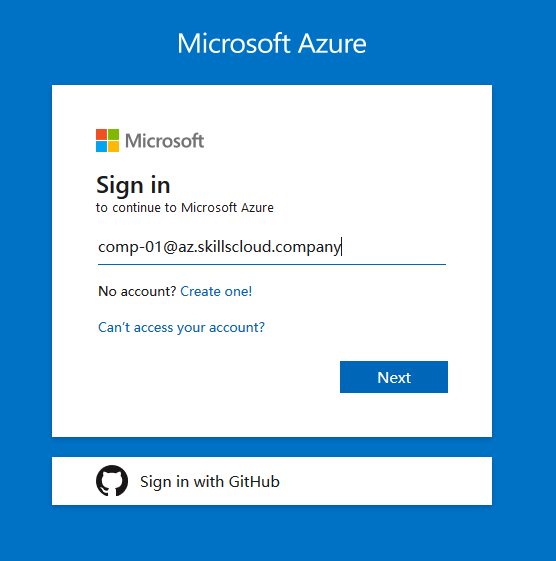 Microsoft Azure
Microsoft
Sign in
to continue to Microsoft Azure
comp-01@az.skillscloud.company
No account? Create one!
Can't access your account?
Next
Sign in with GitHub